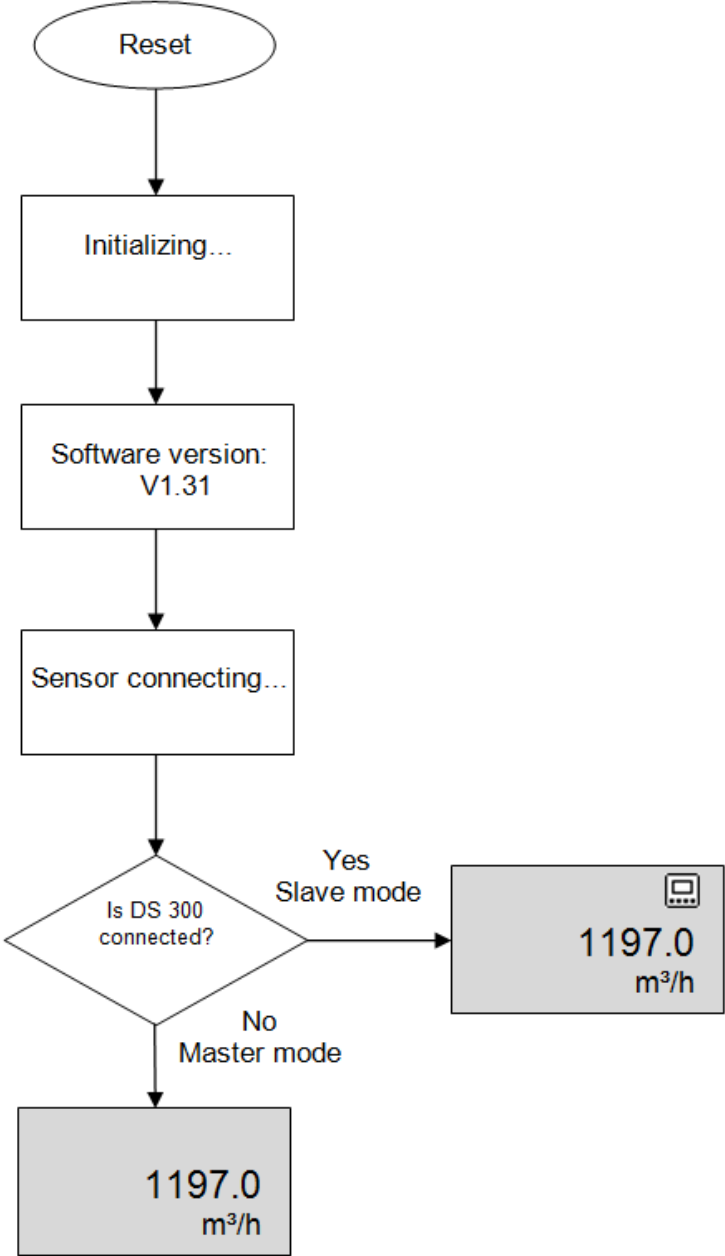 Reset
Initializing...
Software version:
V1.31
Sensor connecting...
Is DS 300
connected?
Yes
Slave mode
1197.0
m³/h
No
Master mode
1197.0
m³/h